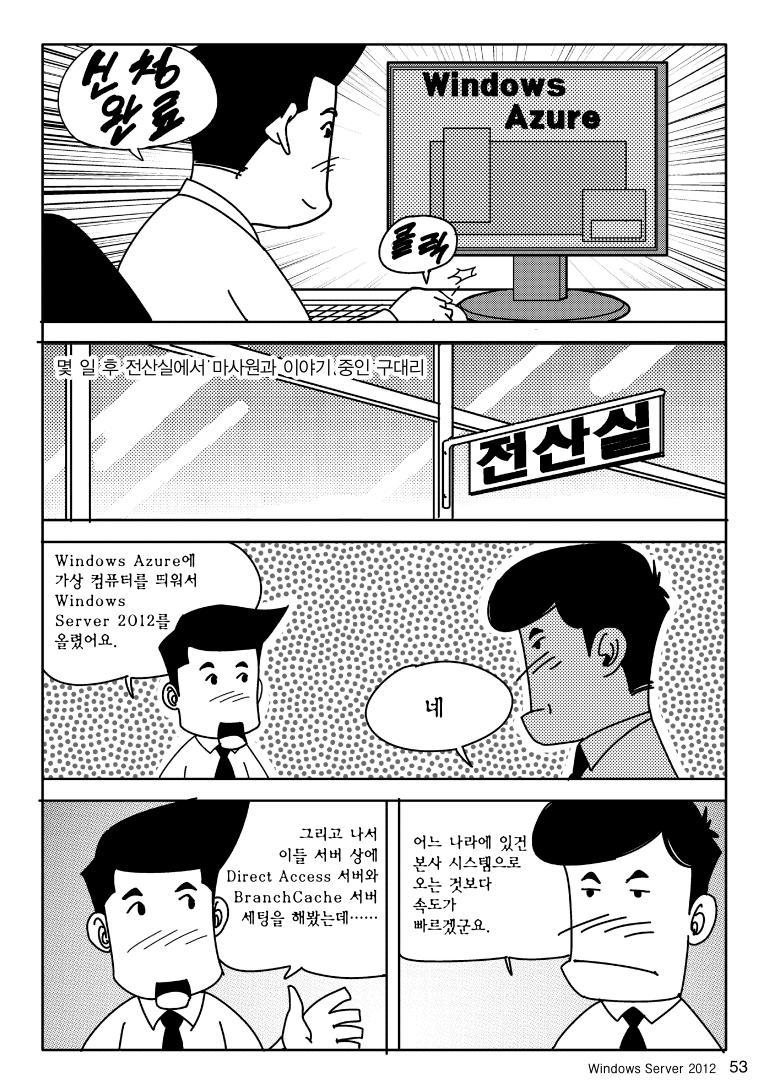 신청
완료
Windows
Azure
클릭
몇 일 후 전산실에서 마사원과 이야기 중인 구대리
전산실
Windows Azure에
가상 컴퓨터를 띄워서
Windows
Server 2012를
올렸어요.
네
그리고 나서
이들 서버 상에
Direct Access 서버와
BranchCache 서버
세팅을 해봤는데……
어느 나라에 있건
본사 시스템으로
오는 것보다
속도가
빠르겠군요.
Windows Server 2012 53